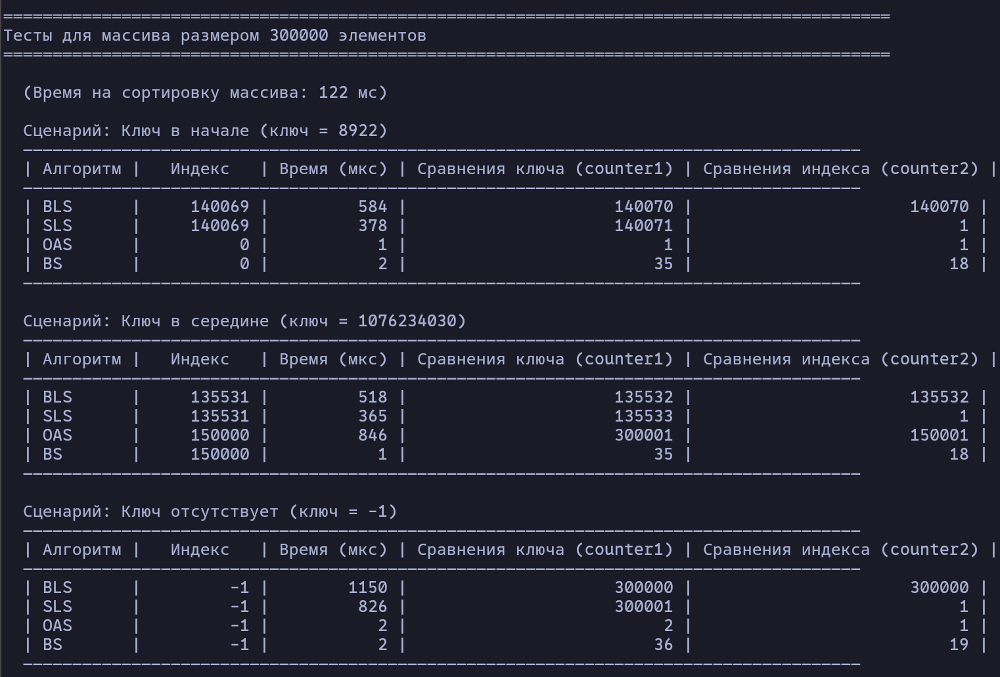 ==========================================================================================
Тесты для массива размером 300000 элементов
==========================================================================================
(Время на сортировку массива: 122 мс)
Сценарий: Ключ в начале (ключ = 8922)
-------------------------------------------------------------------------------------
| Алгоритм |   Индекс   | Время (мкс) | Сравнения ключа (counter1) | Сравнения индекса (counter2) |
-------------------------------------------------------------------------------------
| BLS      |     140069 |         584 |                     140070 |                       140070 |
| SLS      |     140069 |         378 |                     140071 |                            1 |
| OAS      |          0 |           1 |                          1 |                            1 |
| BS       |          0 |           2 |                         35 |                           18 |
-------------------------------------------------------------------------------------
Сценарий: Ключ в середине (ключ = 1076234030)
-------------------------------------------------------------------------------------
| Алгоритм |   Индекс   | Время (мкс) | Сравнения ключа (counter1) | Сравнения индекса (counter2) |
-------------------------------------------------------------------------------------
| BLS      |     135531 |         518 |                     135532 |                       135532 |
| SLS      |     135531 |         365 |                     135533 |                            1 |
| OAS      |     150000 |         846 |                     300001 |                       150001 |
| BS       |     150000 |           1 |                         35 |                           18 |
-------------------------------------------------------------------------------------
Сценарий: Ключ отсутствует (ключ = -1)
-------------------------------------------------------------------------------------
| Алгоритм |   Индекс   | Время (мкс) | Сравнения ключа (counter1) | Сравнения индекса (counter2) |
-------------------------------------------------------------------------------------
| BLS      |         -1 |        1150 |                     300000 |                       300000 |
| SLS      |         -1 |         826 |                     300001 |                            1 |
| OAS      |         -1 |           2 |                          2 |                            1 |
| BS       |         -1 |           2 |                         36 |                           19 |
-------------------------------------------------------------------------------------